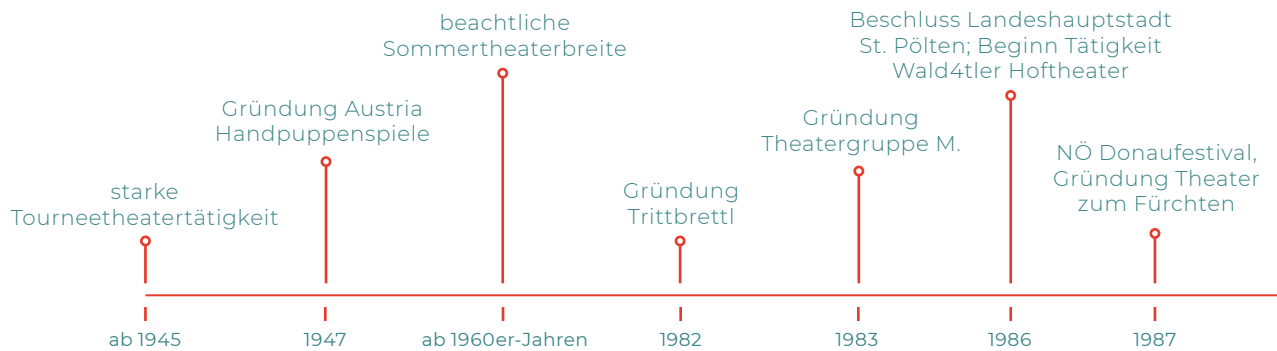 starke
Tourneetheatertätigkeit
ab 1945
Gründung Austria
Handpuppenspiele
1947
beachtliche
Sommertheaterbreite
ab 1960er-Jahren
Gründung
Trittbrettl
1982
Gründung
Theatergruppe M.
1983
Beschluss Landeshauptstadt
St. Pölten; Beginn Tätigkeit
Wald4tler Hoftheater
1986
NÖ Donaufestival,
Gründung Theater
zum Fürchten
1987